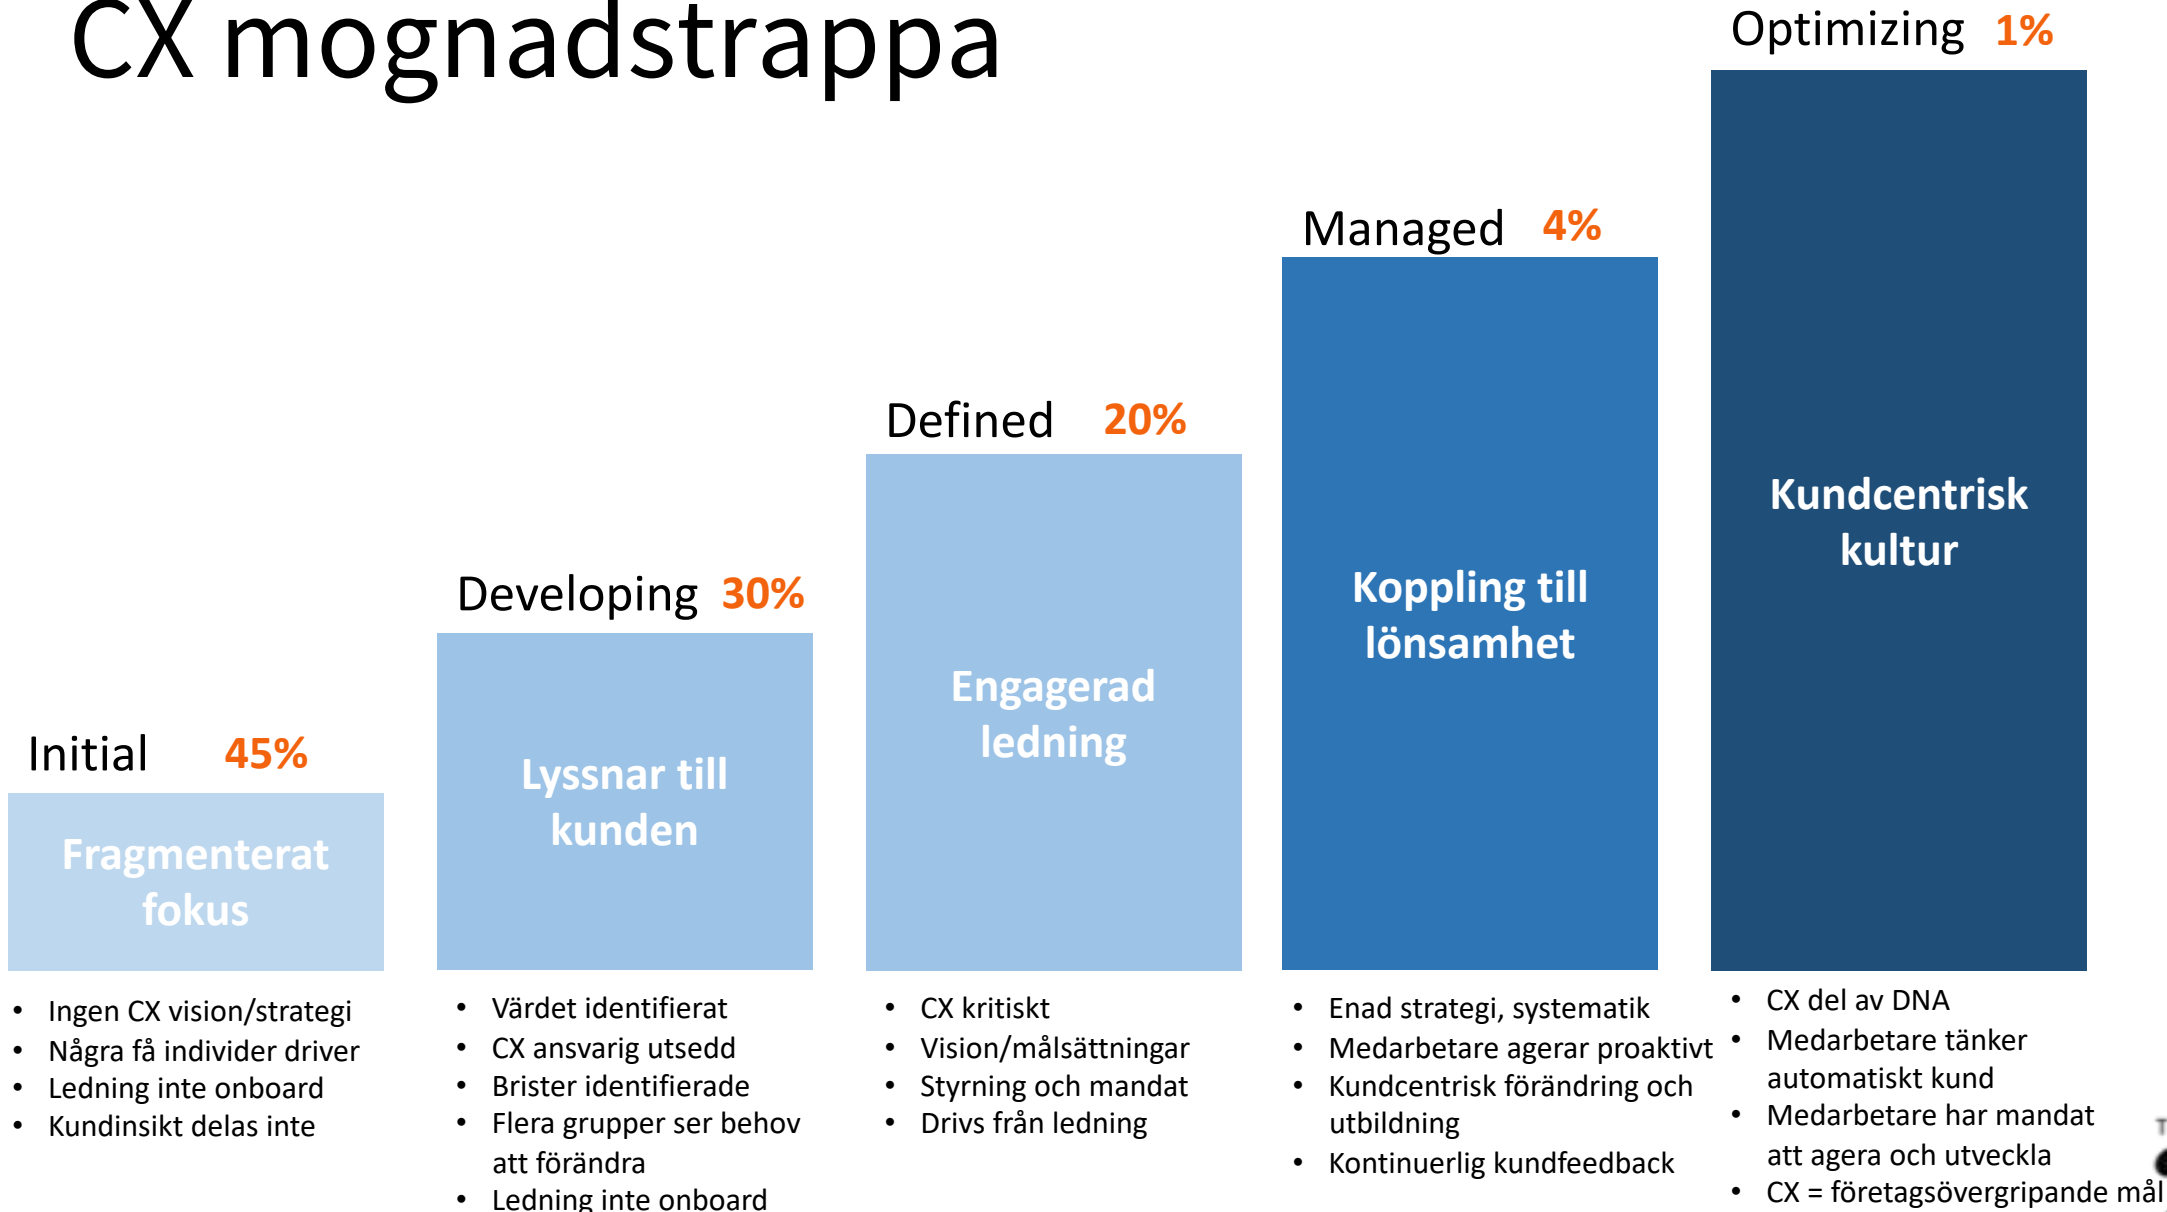 CX mognadstrappa
Initial 45%
Fragmenterat
fokus
• Ingen CX vision/strategi
• Några få individer driver
• Ledning inte onboard
• Kundinsikt delas inte
Developing 30%
Lyssnar till
kunden
• Värdet identifierat
• CX ansvarig utsedd
• Brister identifierade
• Flera grupper ser behov
att förändra
• Ledning inte onboard
Defined 20%
Engagerad
ledning
• CX kritiskt
• Vision/målsättningar
• Styrning och mandat
• Drivs från ledning
Managed 4%
Koppling till
lönsamhet
• Enad strategi, systematik
• Medarbetare agerar proaktivt
• Kundcentrisk förändring och
utbildning
• Kontinuerlig kundfeedback
Optimizing 1%
Kundcentrisk
kultur
• CX del av DNA
• Medarbetare tänker
automatiskt kund
• Medarbetare har mandat
att agera och utveckla
• CX = företagsövergripande mål